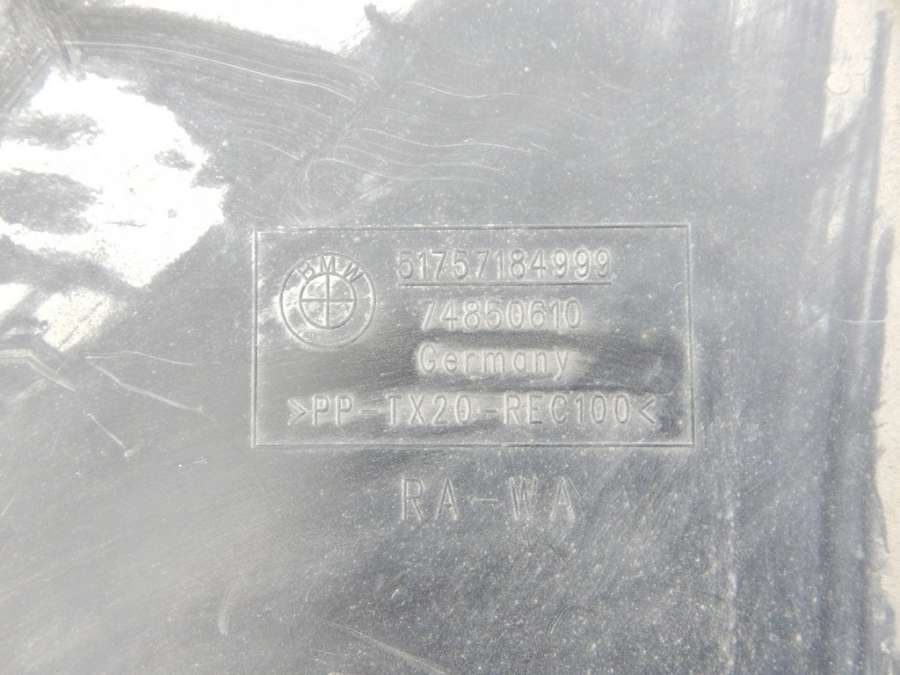 BMW
51757184999
74850610
Germany
>PP-TX20-REC100<
RA-WA